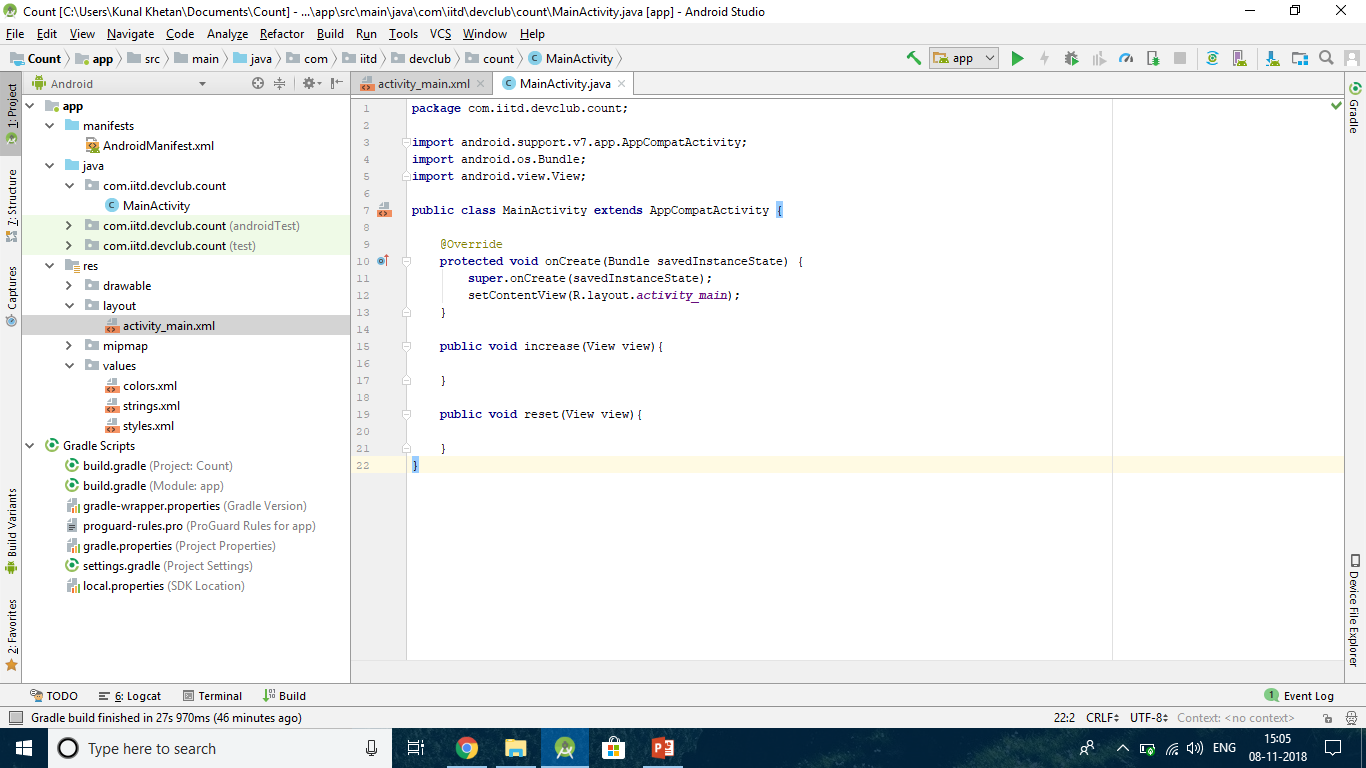 Count [C:\Users\Kunal Khetan\Documents\Count] - ...\app\src\main\java\com\iitd\devclub\count\MainActivity.java [app] - Android Studio
File Edit View Navigate Code Analyze Refactor Build Run Tools VCS Window Help
Count app src main java com iitd devclub count MainActivity app
Android
activity_main.xml MainActivity.java
1: Project
7: Structure
Captures
Build Variants
2: Favorites
app
manifests
AndroidManifest.xml
java
com.iitd.devclub.count
MainActivity
com.iitd.devclub.count (androidTest)
com.iitd.devclub.count (test)
res
drawable
layout
activity_main.xml
mipmap
values
colors.xml
strings.xml
styles.xml
Gradle Scripts
build.gradle (Project: Count)
build.gradle (Module: app)
gradle-wrapper.properties (Gradle Version)
proguard-rules.pro (ProGuard Rules for app)
gradle.properties (Project Properties)
settings.gradle (Project Settings)
local.properties (SDK Location)
1 package com.iitd.devclub.count;
2
3 import android.support.v7.app.AppCompatActivity;
4 import android.os.Bundle;
5 import android.view.View;
6
7 public class MainActivity extends AppCompatActivity {
8
9 @Override
10 protected void onCreate(Bundle savedInstanceState) {
11 super.onCreate(savedInstanceState);
12 setContentView(R.layout.activity_main);
13 }
14
15 public void increase(View view){
16
17 }
18
19 public void reset(View view){
20
21 }
22 }
Gradle
Device File Explorer
TODO 6: Logcat Terminal Build 1 Event Log
Gradle build finished in 27s 970ms (46 minutes ago) 22:2 CRLF UTF-8 Context: <no context>
Type here to search ENG 15:05
08-11-2018